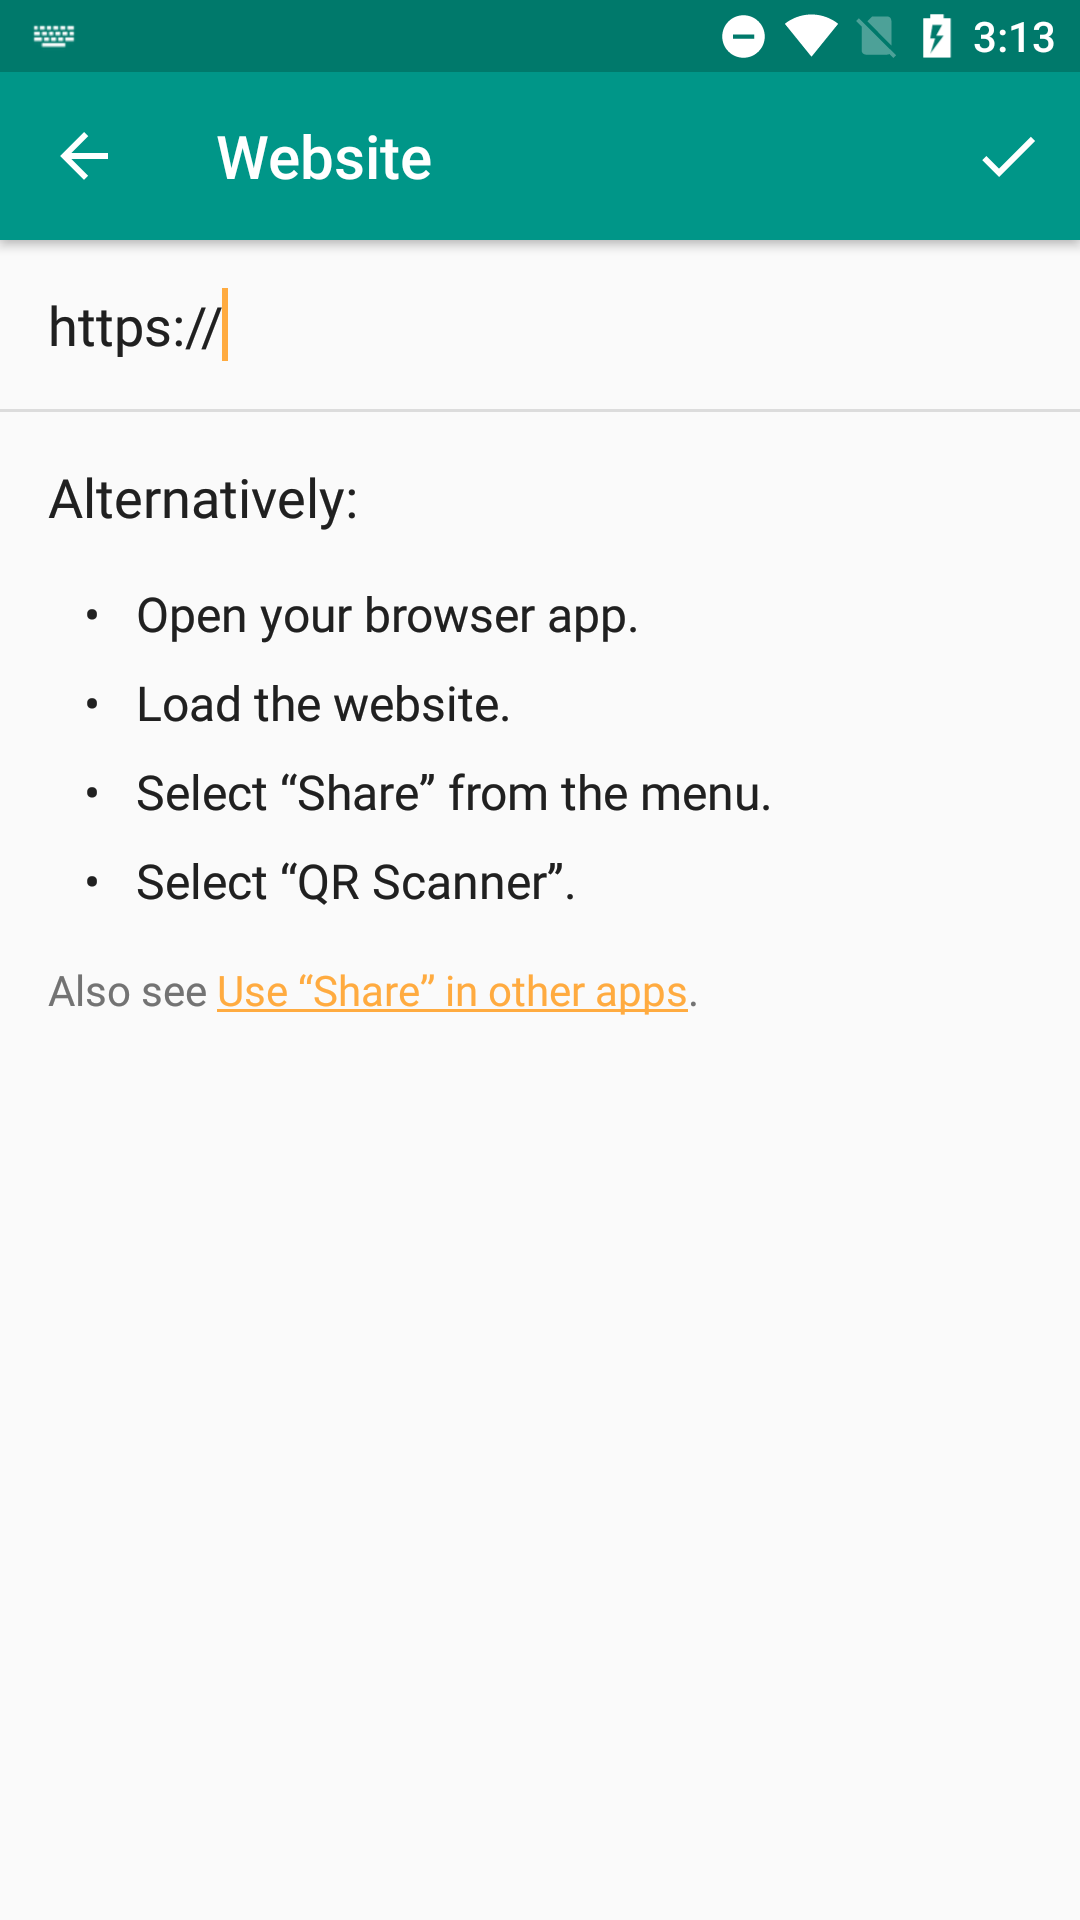 3:13
Website
https://
Alternatively:
• Open your browser app.
• Load the website.
• Select “Share” from the menu.
• Select “QR Scanner”.
Also see Use “Share” in other apps.